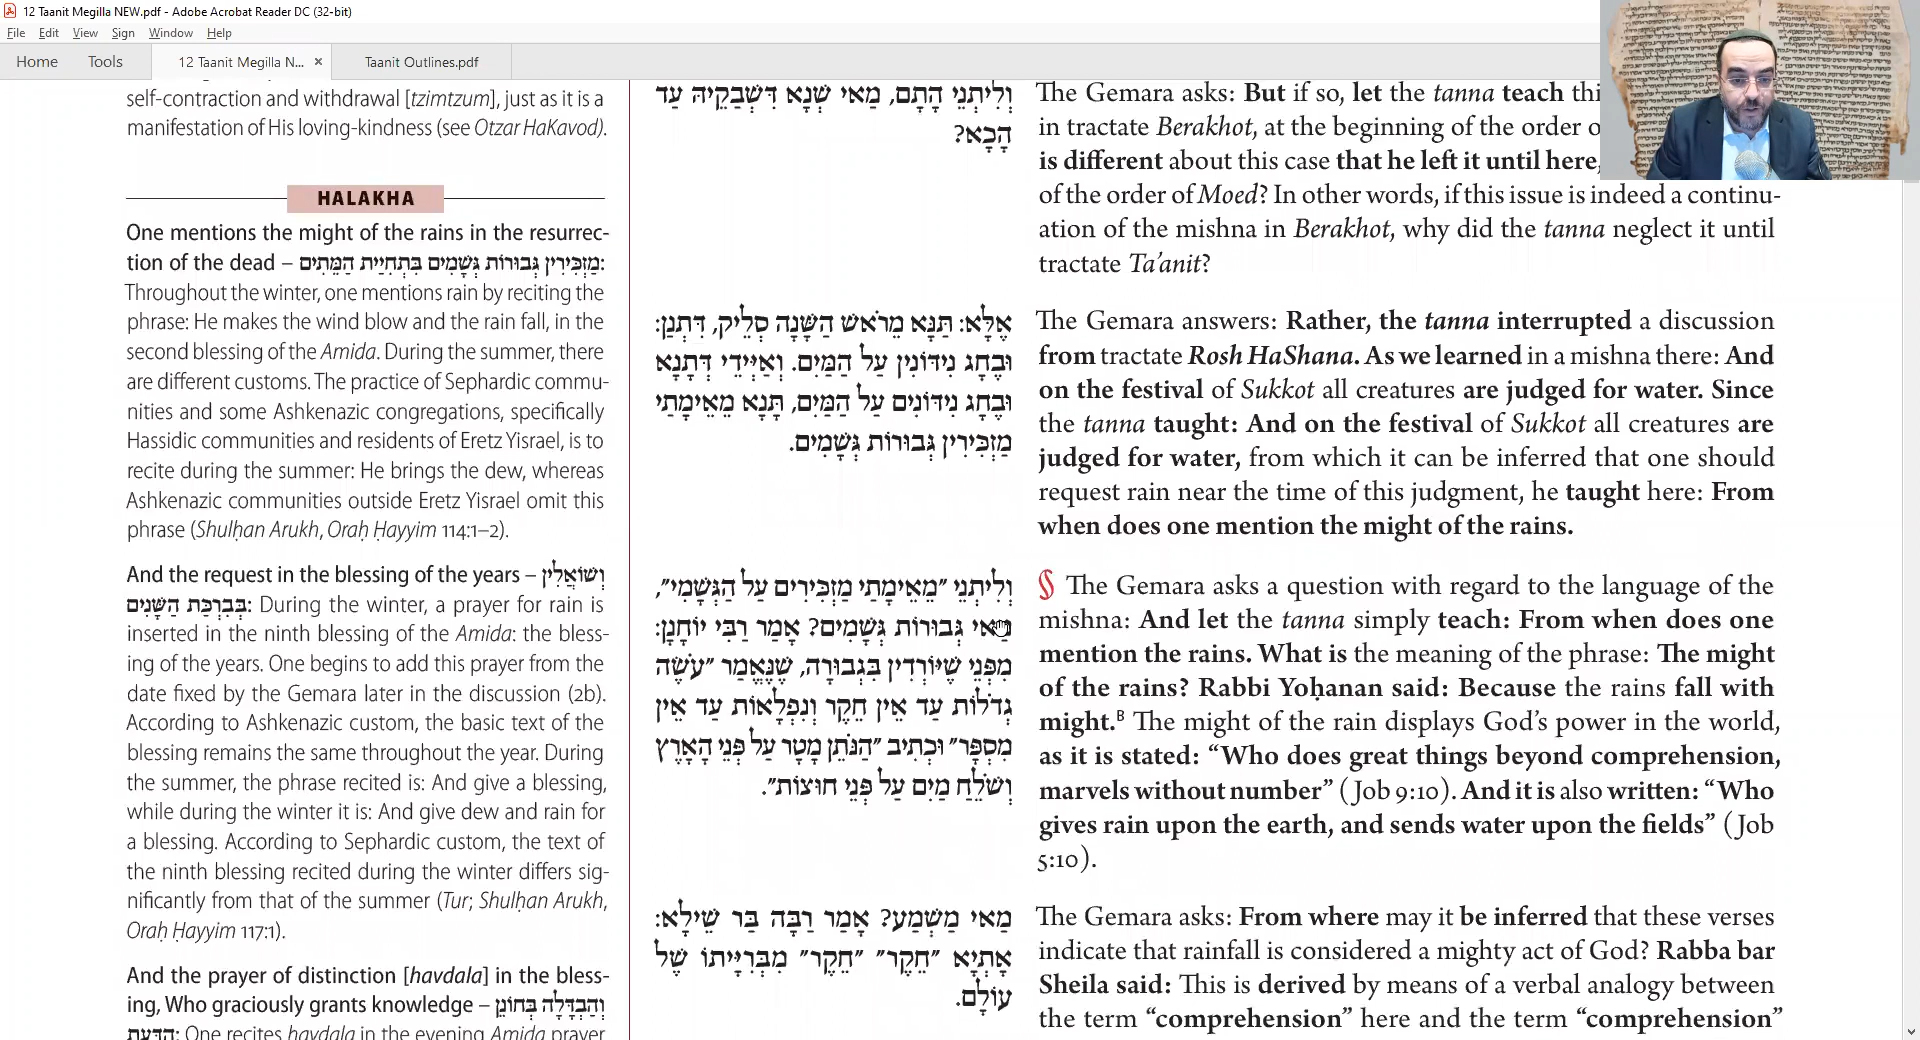 12 Taanit Megilla NEW.pdf - Adobe Acrobat Reader DC (32-bit)
File Edit View Sign Window Help
Home Tools 12 Taanit Megilla N... × Taanit Outlines.pdf
self-contraction and withdrawal [tzimtzum], just as it is a
manifestation of His loving-kindness (see Otzar HaKavod).
HALAKHA
One mentions the might of the rains in the resurrec-
tion of the dead – מַזְכִּירִין גְּבוּרוֹת גְּשָׁמִים בִּתְחִיַּית הַמֵּתִים:
Throughout the winter, one mentions rain by reciting the
phrase: He makes the wind blow and the rain fall, in the
second blessing of the Amida. During the summer, there
are different customs. The practice of Sephardic commu-
nities and some Ashkenazic congregations, specifically
Hassidic communities and residents of Eretz Yisrael, is to
recite during the summer: He brings the dew, whereas
Ashkenazic communities outside Eretz Yisrael omit this
phrase (Shulḥan Arukh, Oraḥ Ḥayyim 114:1–2).
And the request in the blessing of the years – וְשׁוֹאֲלִין
בְּבִרְכַּת הַשָּׁנִים: During the winter, a prayer for rain is
inserted in the ninth blessing of the Amida: the bless-
ing of the years. One begins to add this prayer from the
date fixed by the Gemara later in the discussion (2b).
According to Ashkenazic custom, the basic text of the
blessing remains the same throughout the year. During
the summer, the phrase recited is: And give a blessing,
while during the winter it is: And give dew and rain for
a blessing. According to Sephardic custom, the text of
the ninth blessing recited during the winter differs sig-
nificantly from that of the summer (Tur; Shulḥan Arukh,
Oraḥ Ḥayyim 117:1).
And the prayer of distinction [havdala] in the bless-
ing, Who graciously grants knowledge – וְהַבְדָּלָה בְּחוֹנֵן
הַדַּעַת: One recites havdala in the evening Amida prayer
וְלִיתְנֵי הָתָם, מַאי שְׁנָא דְּשַׁבְקֵיהּ עַד
הָכָא?
אֶלָּא: תַּנָּא מֵרֹאשׁ הַשָּׁנָה סְלֵיק, דִּתְנַן:
וּבֶחָג נִידּוֹנִין עַל הַמַּיִם. וְאַיְּידֵי דְּתָנָא
וּבֶחָג נִידּוֹנִים עַל הַמַּיִם, תָּנָא מֵאֵימָתַי
מַזְכִּירִין גְּבוּרוֹת גְּשָׁמִים.
וְלִיתְנֵי ״מֵאֵימָתַי מַזְכִּירִים עַל הַגְּשָׁמִי״,
מַאי גְּבוּרוֹת גְּשָׁמִים? אָמַר רַבִּי יוֹחָנָן:
מִפְּנֵי שֶׁיּוֹרְדִין בִּגְבוּרָה, שֶׁנֶּאֱמַר ״עֹשֶׂה
גְדֹלוֹת עַד אֵין חֵקֶר וְנִפְלָאוֹת עַד אֵין
מִסְפָּר״ וּכְתִיב ״הַנֹּתֵן מָטָר עַל פְּנֵי הָאָרֶץ
וְשֹׁלֵחַ מַיִם עַל פְּנֵי חוּצוֹת״.
מַאי מַשְׁמַע? אָמַר רַבָּה בַּר שֵׁילָא:
אָתְיָא ״חֵקֶר״ ״חֵקֶר״ מִבְּרִיָּיתוֹ שֶׁל
עוֹלָם.
The Gemara asks: But if so, let the tanna teach
in tractate Berakhot, at the beginning of the order
is different about this case that he left it until here,
of the order of Moed? In other words, if this issue is indeed a continu-
ation of the mishna in Berakhot, why did the tanna neglect it until
tractate Ta'anit?
The Gemara answers: Rather, the tanna interrupted a discussion
from tractate Rosh HaShana. As we learned in a mishna there: And
on the festival of Sukkot all creatures are judged for water. Since
the tanna taught: And on the festival of Sukkot all creatures are
judged for water, from which it can be inferred that one should
request rain near the time of this judgment, he taught here: From
when does one mention the might of the rains.
§ The Gemara asks a question with regard to the language of the
mishna: And let the tanna simply teach: From when does one
mention the rains. What is the meaning of the phrase: The might
of the rains? Rabbi Yoḥanan said: Because the rains fall with
might.B The might of the rain displays God's power in the world,
as it is stated: “Who does great things beyond comprehension,
marvels without number” (Job 9:10). And it is also written: “Who
gives rain upon the earth, and sends water upon the fields” (Job
5:10).
The Gemara asks: From where may it be inferred that these verses
indicate that rainfall is considered a mighty act of God? Rabba bar
Sheila said: This is derived by means of a verbal analogy between
the term “comprehension” here and the term “comprehension”